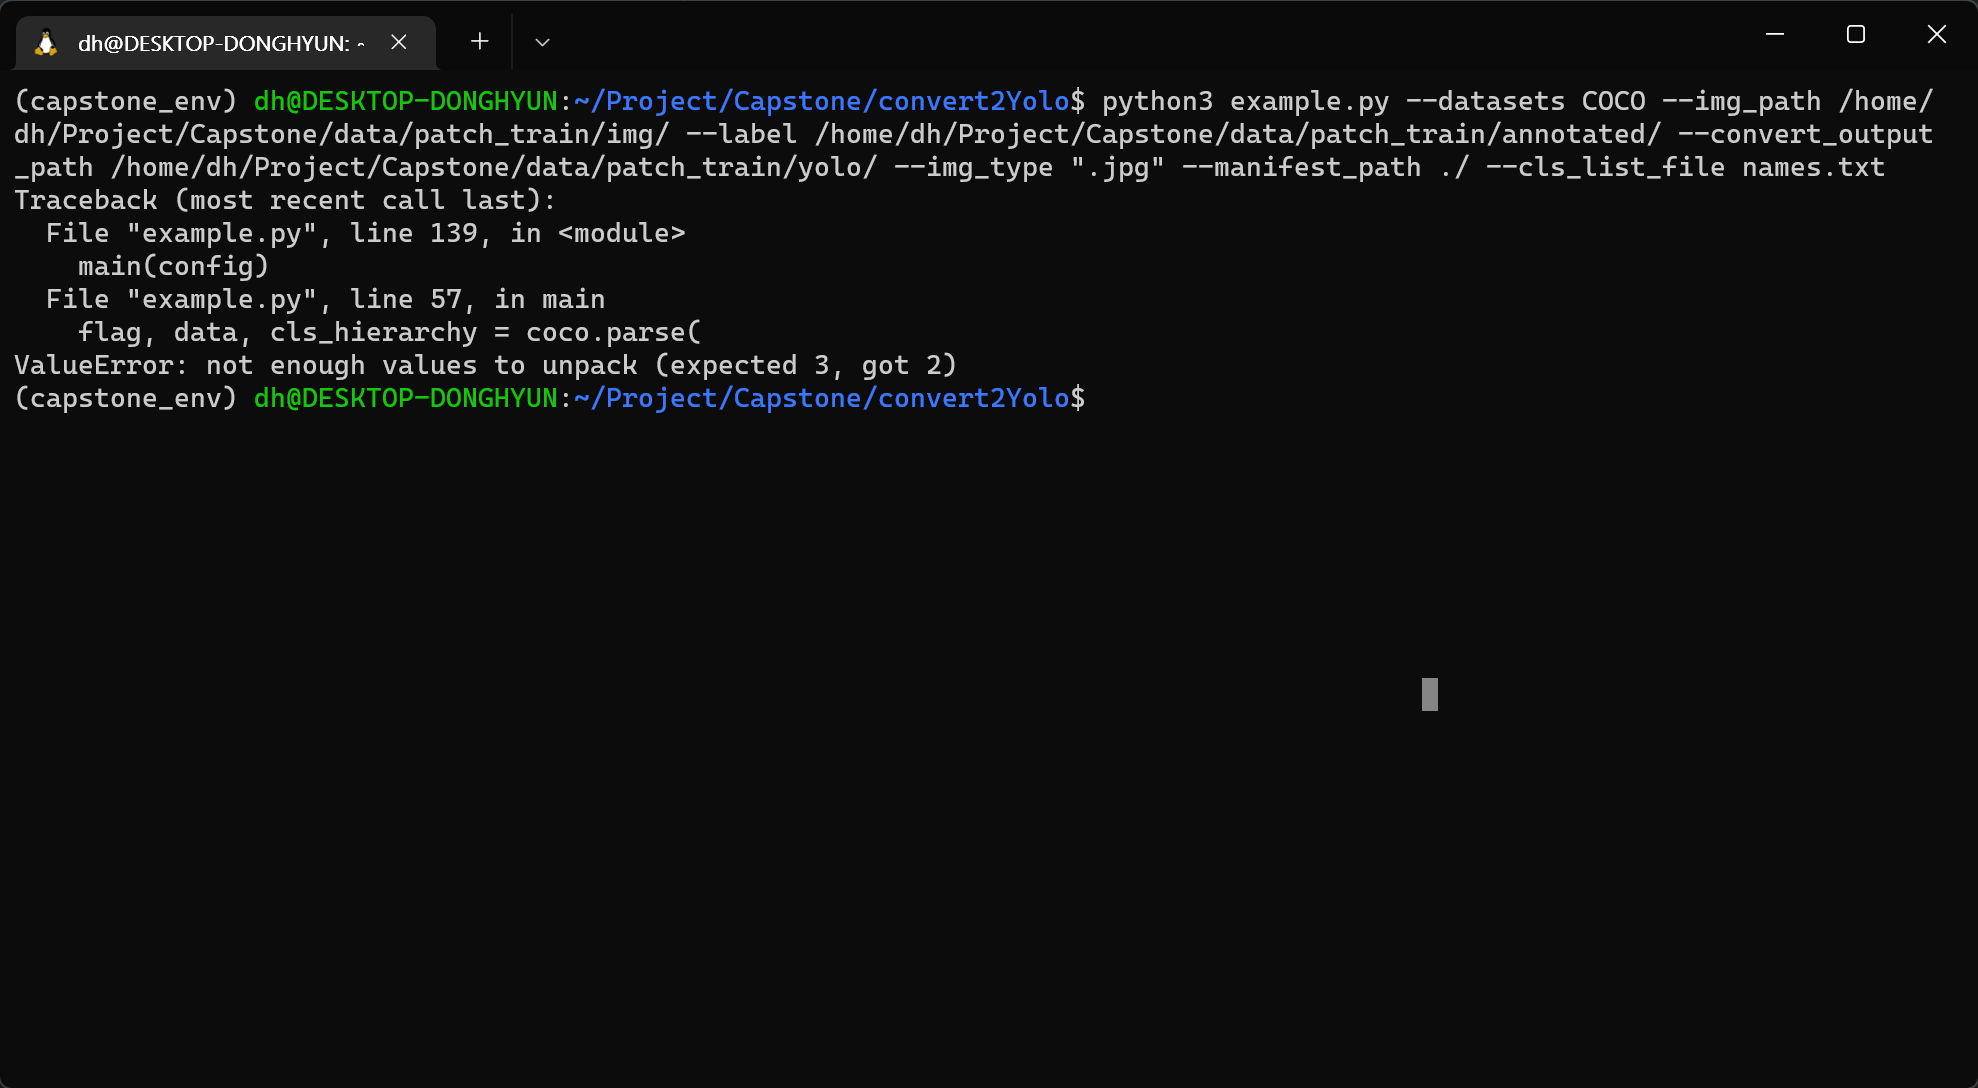 dh@DESKTOP-DONGHYUN: ~
(capstone_env) dh@DESKTOP-DONGHYUN:~/Project/Capstone/convert2Yolo$ python3 example.py --datasets COCO --img_path /home/
dh/Project/Capstone/data/patch_train/img/ --label /home/dh/Project/Capstone/data/patch_train/annotated/ --convert_output
_path /home/dh/Project/Capstone/data/patch_train/yolo/ --img_type ".jpg" --manifest_path ./ --cls_list_file names.txt
Traceback (most recent call last):
  File "example.py", line 139, in <module>
    main(config)
  File "example.py", line 57, in main
    flag, data, cls_hierarchy = coco.parse(
ValueError: not enough values to unpack (expected 3, got 2)
(capstone_env) dh@DESKTOP-DONGHYUN:~/Project/Capstone/convert2Yolo$